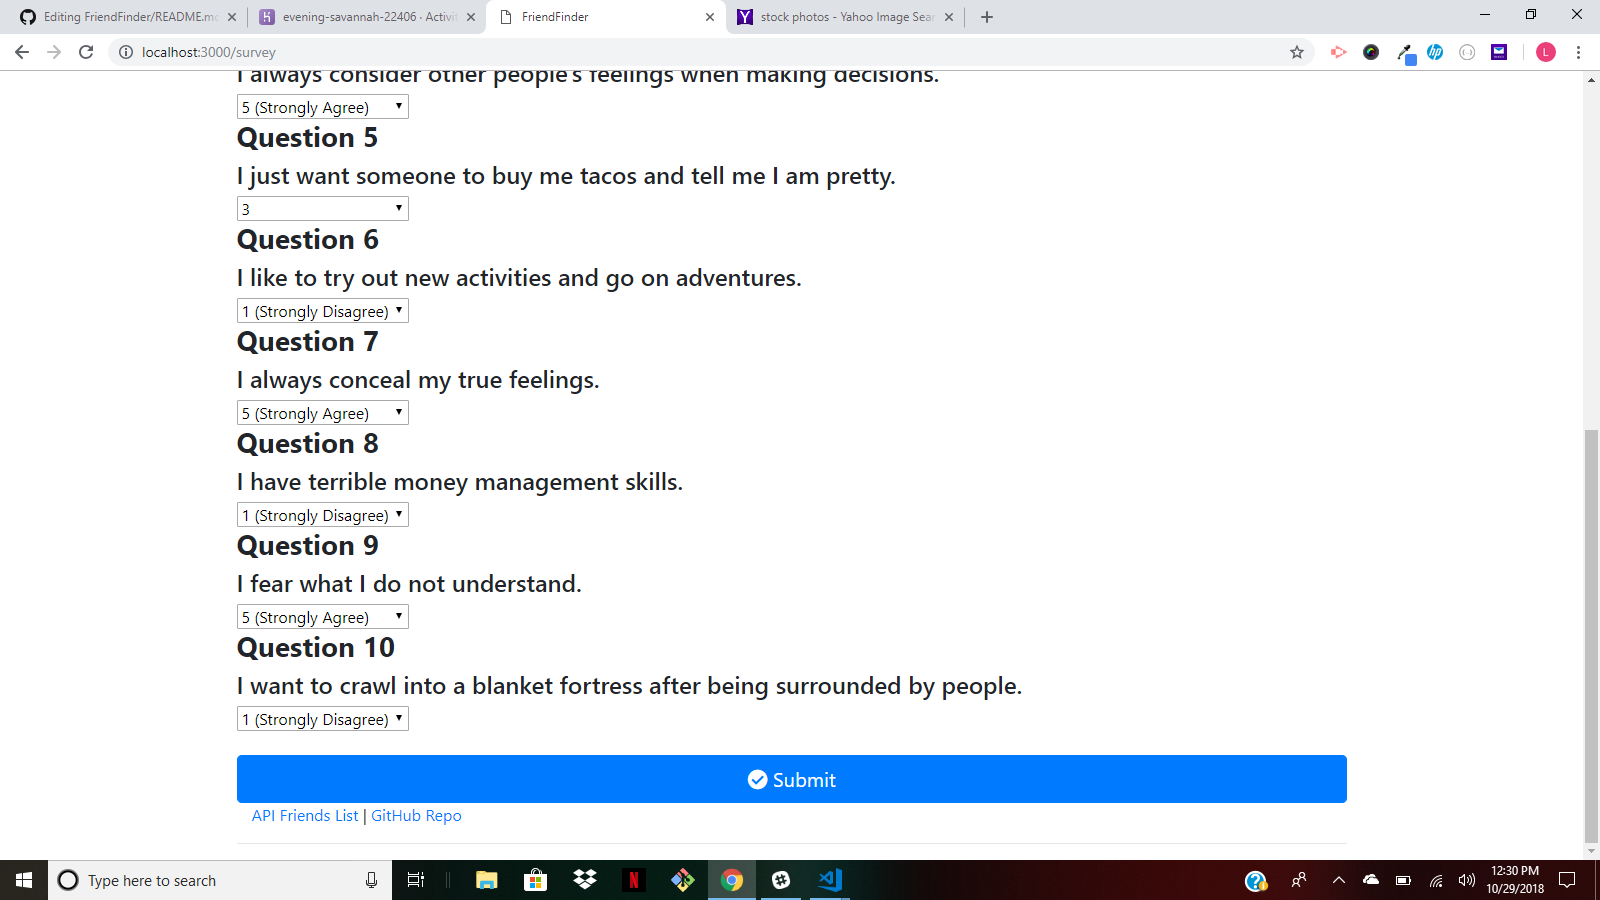 Editing FriendFinder/README.md
evening-savannah-22406 · Activit
FriendFinder
stock photos - Yahoo Image Sear
localhost:3000/survey
L
I always consider other people's feelings when making decisions.
5 (Strongly Agree)
Question 5
I just want someone to buy me tacos and tell me I am pretty.
3
Question 6
I like to try out new activities and go on adventures.
1 (Strongly Disagree)
Question 7
I always conceal my true feelings.
5 (Strongly Agree)
Question 8
I have terrible money management skills.
1 (Strongly Disagree)
Question 9
I fear what I do not understand.
5 (Strongly Agree)
Question 10
I want to crawl into a blanket fortress after being surrounded by people.
1 (Strongly Disagree)
Submit
API Friends List | GitHub Repo
Type here to search
12:30 PM
10/29/2018